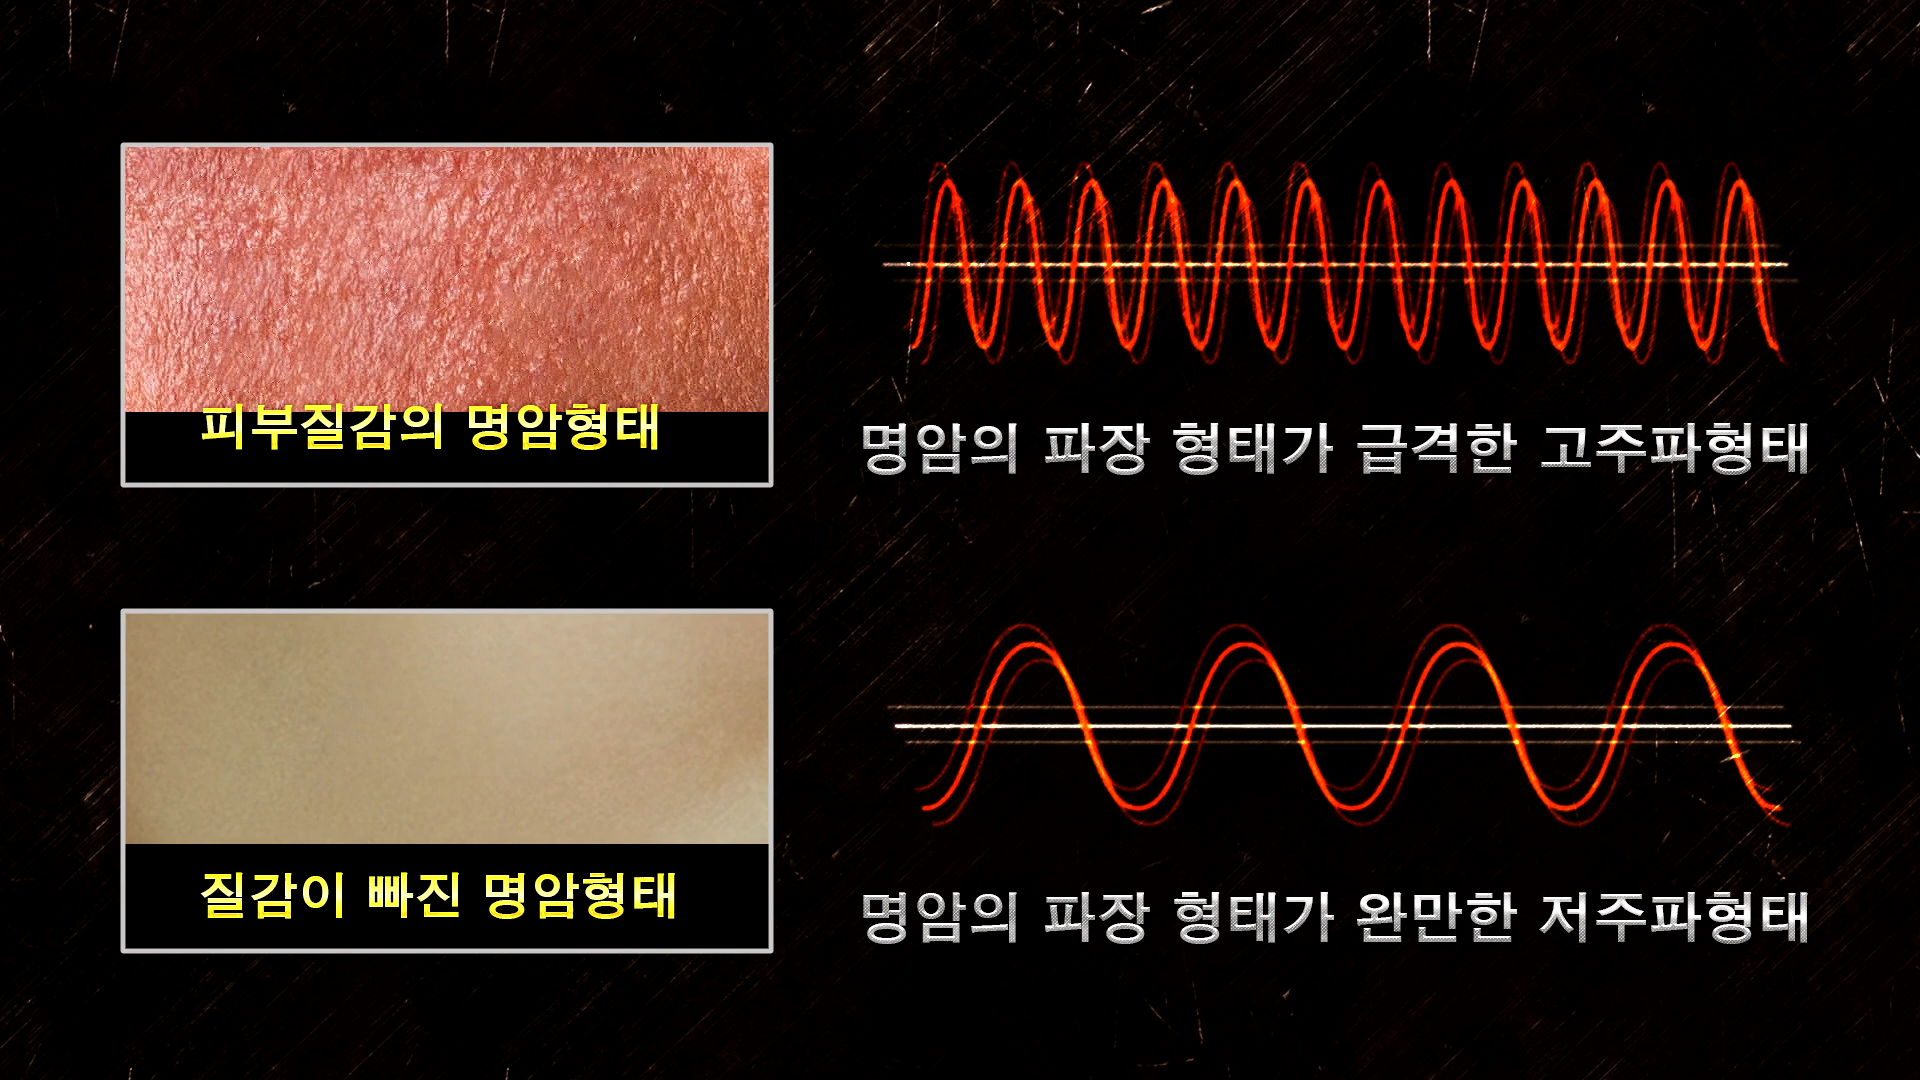 피부질감의 명암형태
명암의 파장 형태가 급격한 고주파형태
질감이 빠진 명암형태
명암의 파장 형태가 완만한 저주파형태